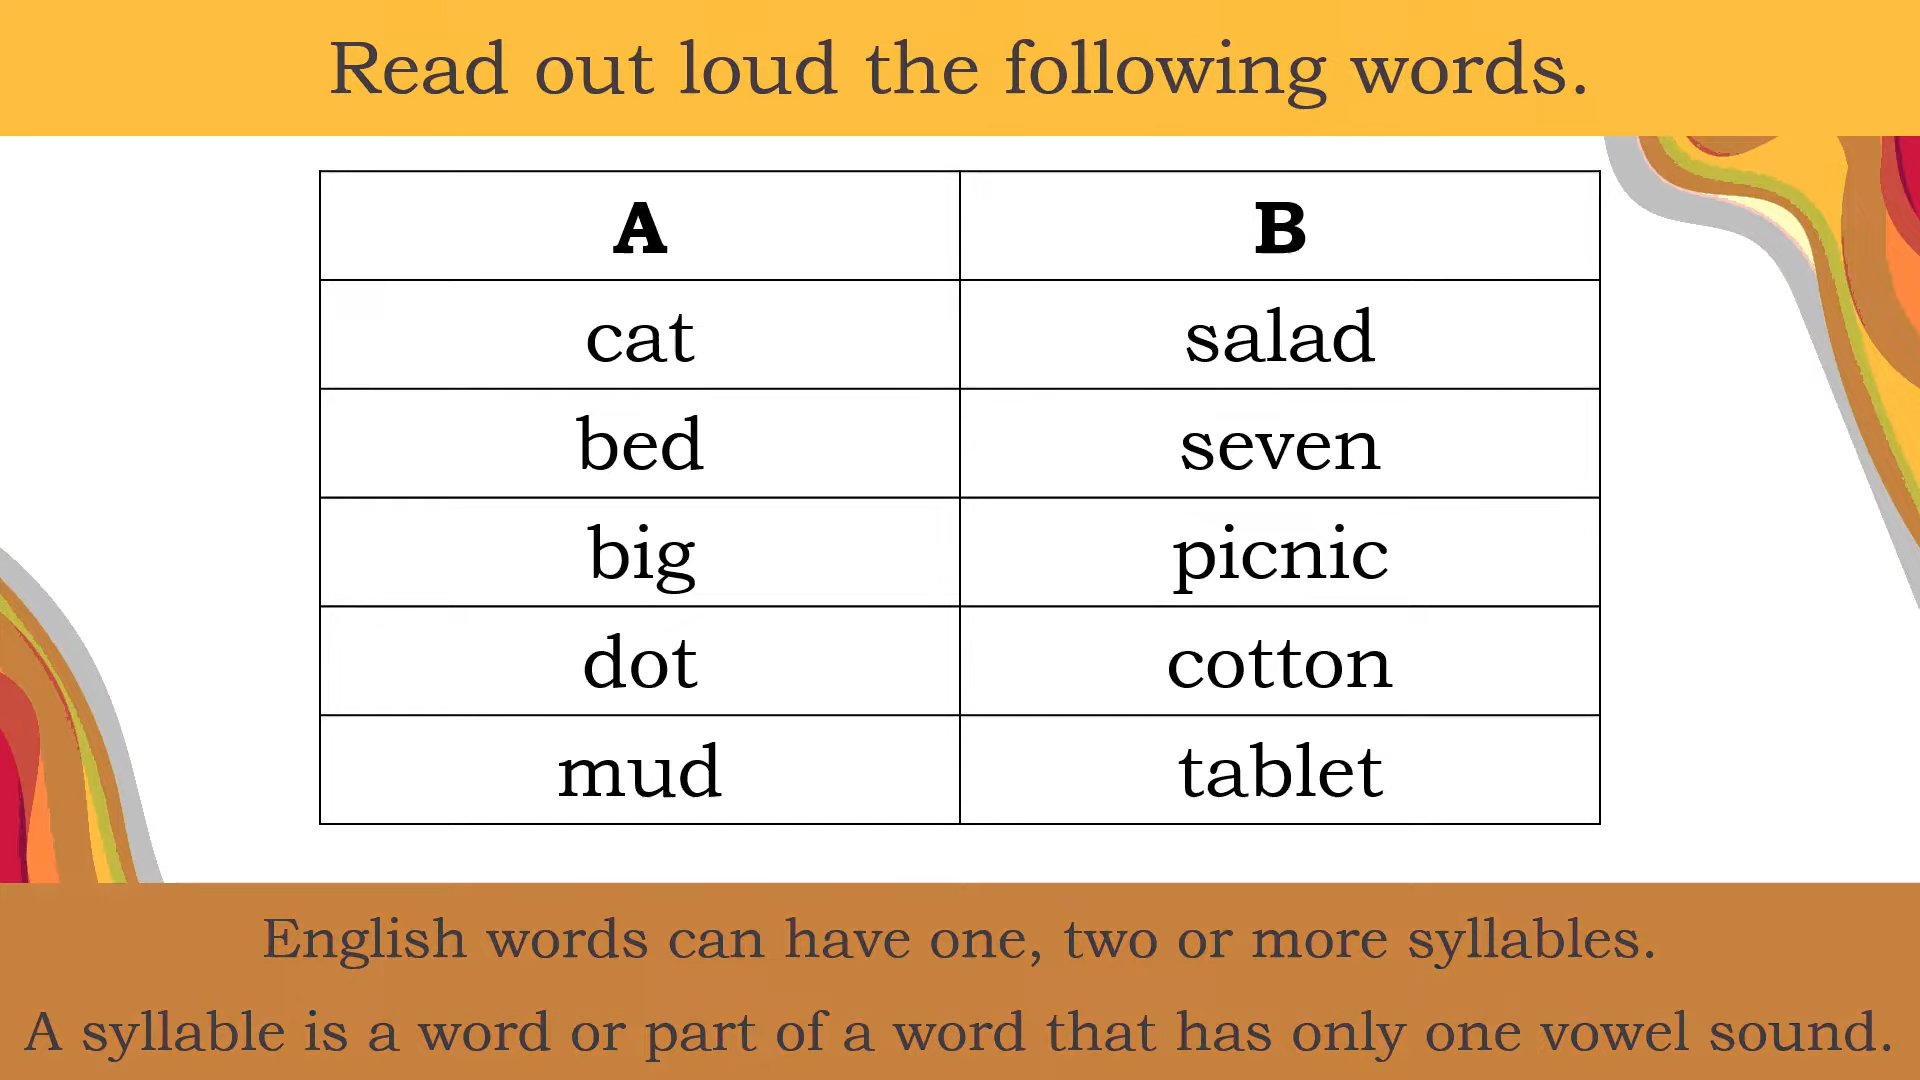 Read out loud the following words.
A B
cat salad
bed seven
big picnic
dot cotton
mud tablet
English words can have one, two or more syllables.
A syllable is a word or part of a word that has only one vowel sound.